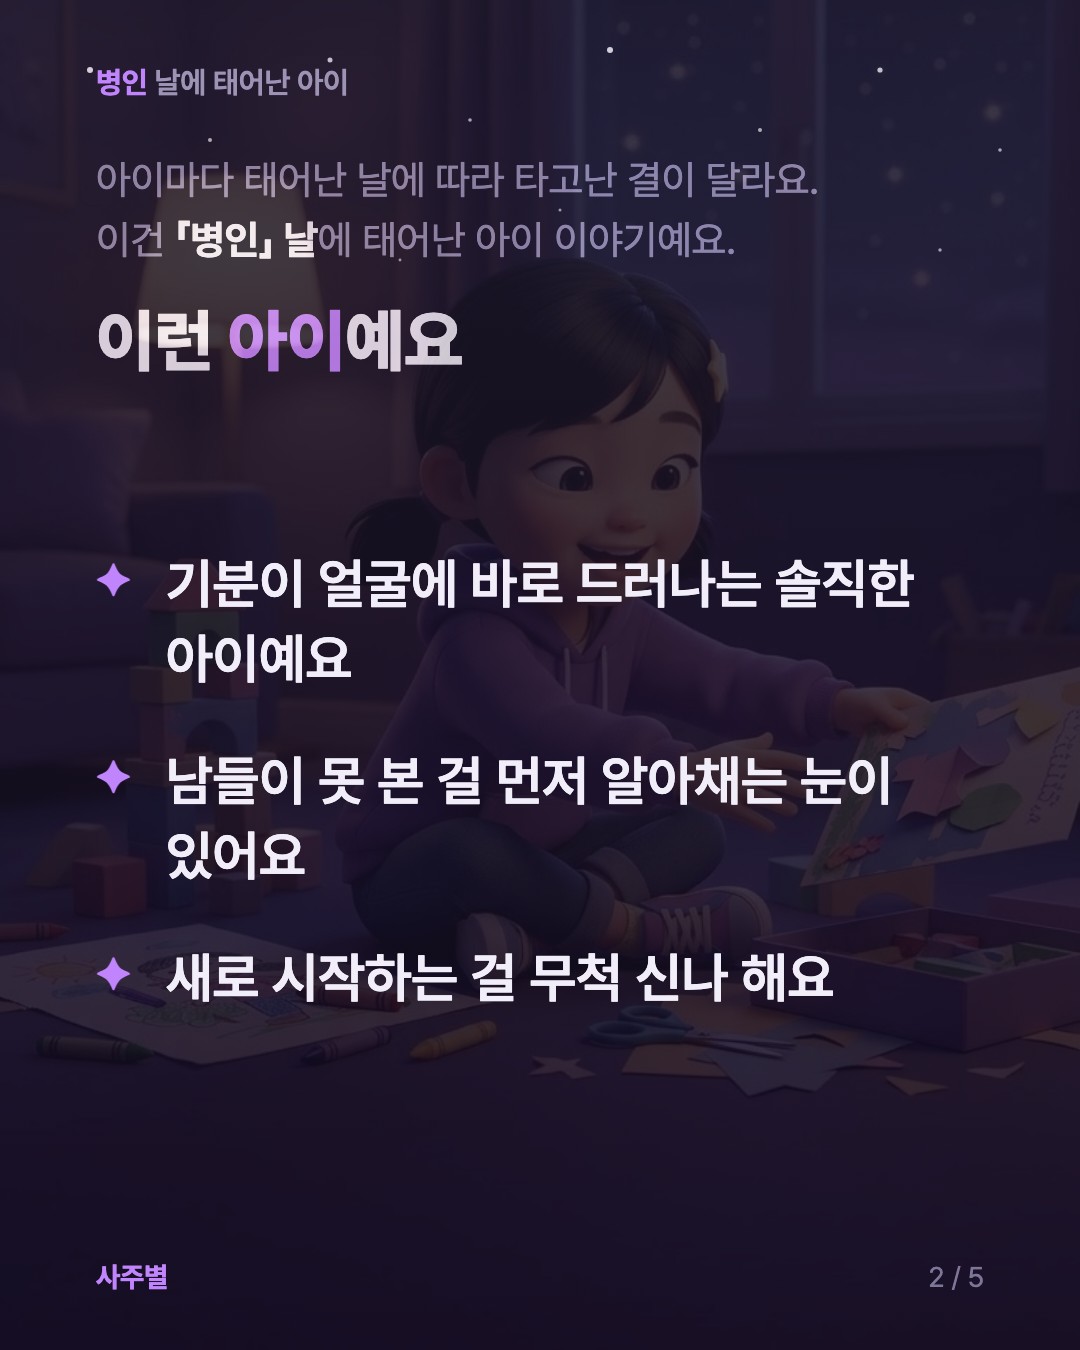 병인 날에 태어난 아이
아이마다 태어난 날에 따라 타고난 결이 달라요.
이건 「병인」 날에 태어난 아이 이야기예요.
이런 아이예요
기분이 얼굴에 바로 드러나는 솔직한
아이예요
남들이 못 본 걸 먼저 알아채는 눈이
있어요
새로 시작하는 걸 무척 신나 해요
사주별
2 / 5